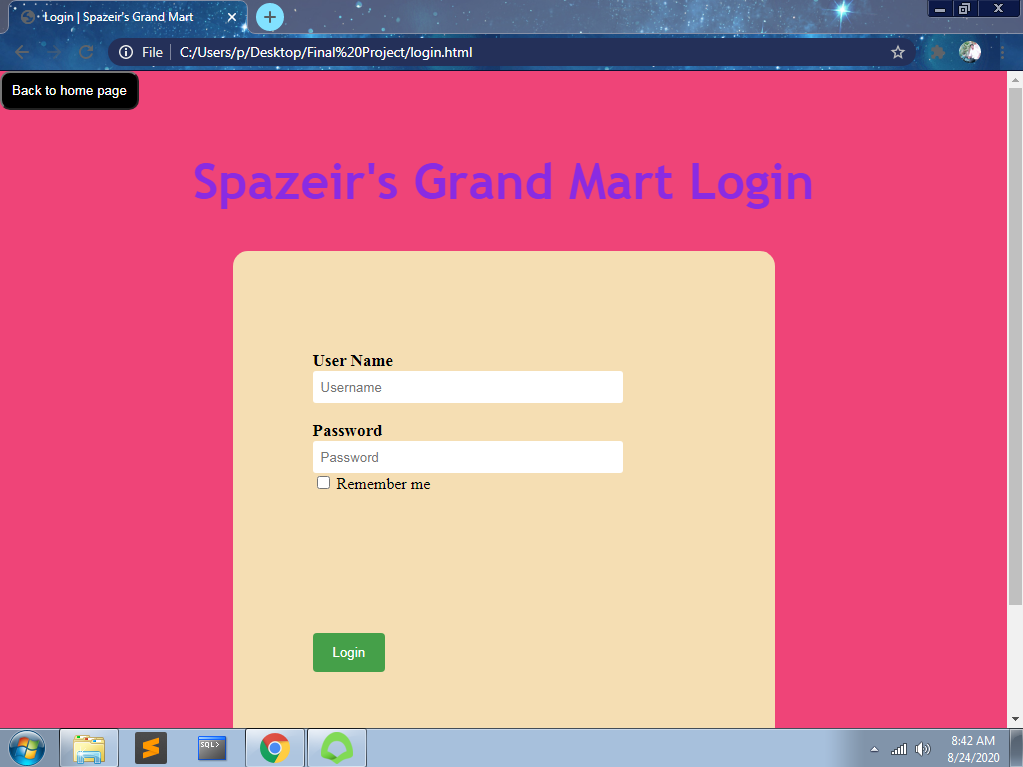 Login | Spazeir's Grand Mart
File | C:/Users/p/Desktop/Final%20Project/login.html
Back to home page
Spazeir's Grand Mart Login
User Name
Username
Password
Password
Remember me
Login
SQL>
8:42 AM
8/24/2020